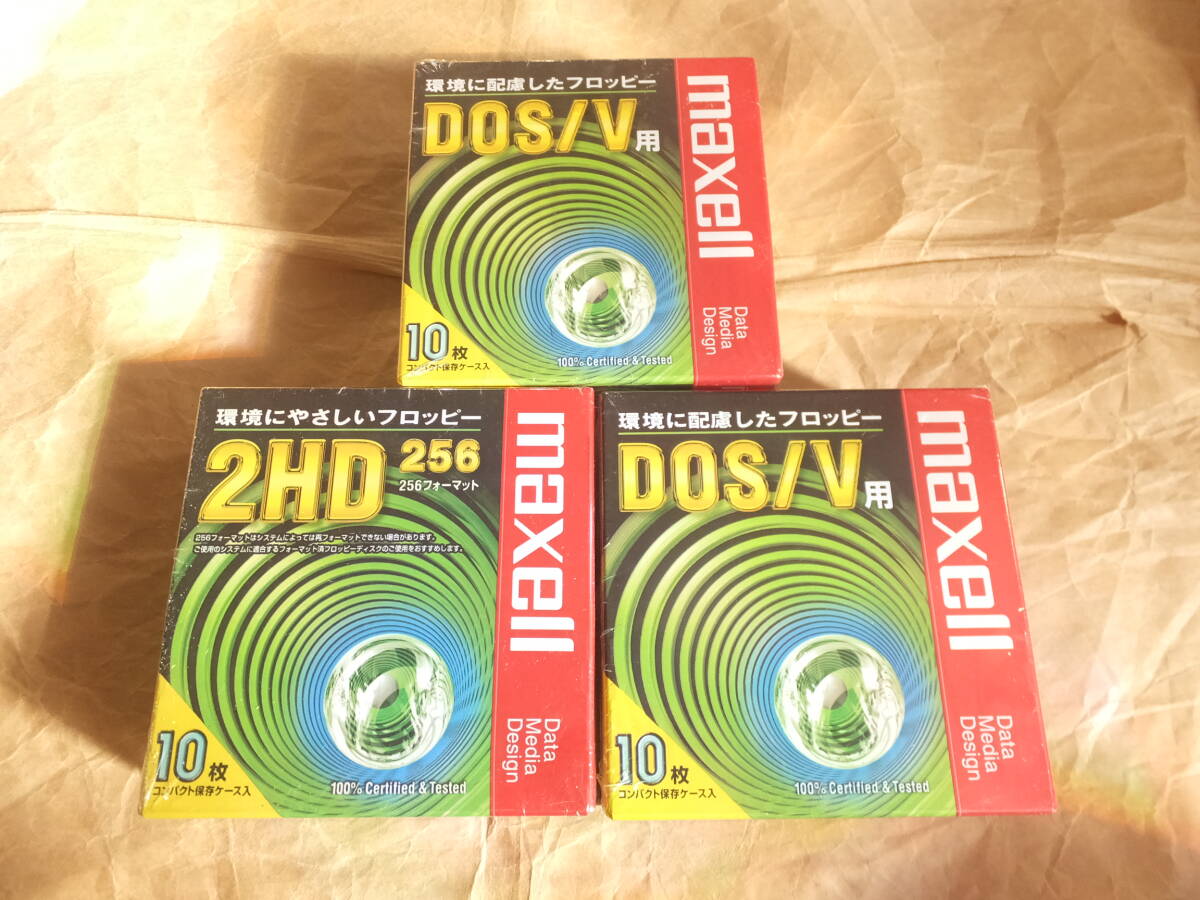 環境に配慮したフロッピー
DOS/V用
maxell
Data
Media
Design
10枚
コンパクト保存ケース入
100% Certified & Tested
環境にやさしいフロッピー
2HD 256
256フォーマット
256フォーマットはシステムによっては再フォーマットできない場合があります。
ご使用のシステムに適合するフォーマット済フロッピーディスクのご使用をおすすめします。
maxell
Data
Media
Design
10枚
コンパクト保存ケース入
100% Certified & Tested
環境に配慮したフロッピー
DOS/V用
maxell
Data
Media
Design
10枚
コンパクト保存ケース入
100% Certified & Tested